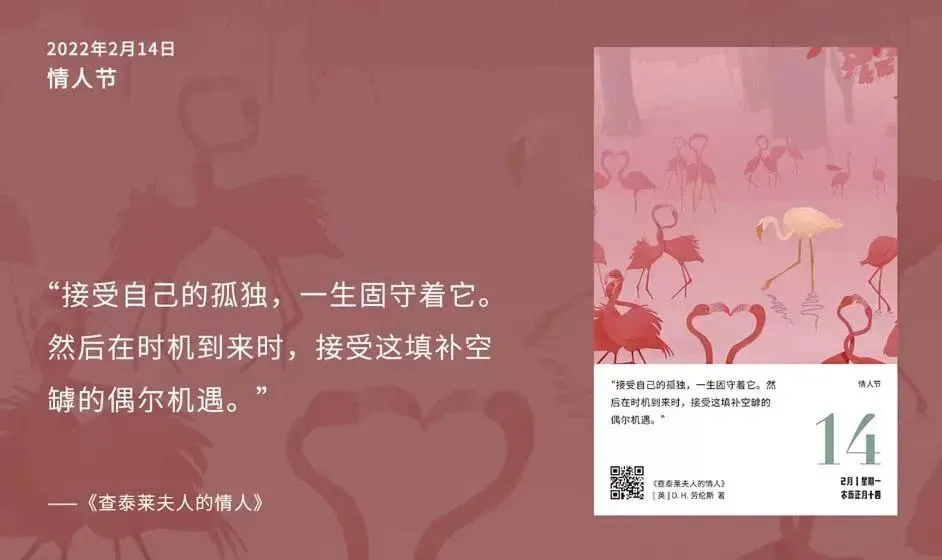 2022年2月14日
情人节
“接受自己的孤独，一生固守着它。
然后在时机到来时，接受这填补空
罅的偶尔机遇。”
——《查泰莱夫人的情人》
“接受自己的孤独，一生固守着它。然
后在时机到来时，接受这填补空罅的
偶尔机遇。”
情人节
14
《查泰莱夫人的情人》
[ 英 ] D. H. 劳伦斯 著
2月 | 星期一
农历正月十四